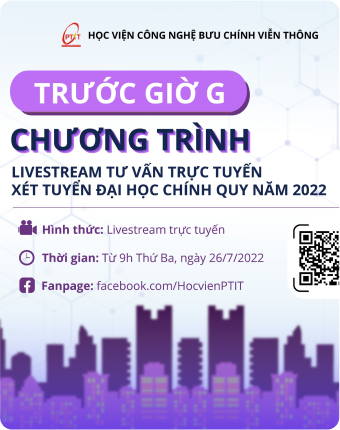 PTIT
HỌC VIỆN CÔNG NGHỆ BƯU CHÍNH VIỄN THÔNG
TRƯỚC GIỜ G
CHƯƠNG TRÌNH
LIVESTREAM TƯ VẤN TRỰC TUYẾN
XÉT TUYỂN ĐẠI HỌC CHÍNH QUY NĂM 2022
Hình thức: Livestream trực tuyến
Thời gian: Từ 9h Thứ Ba, ngày 26/7/2022
Fanpage: facebook.com/HocvienPTIT